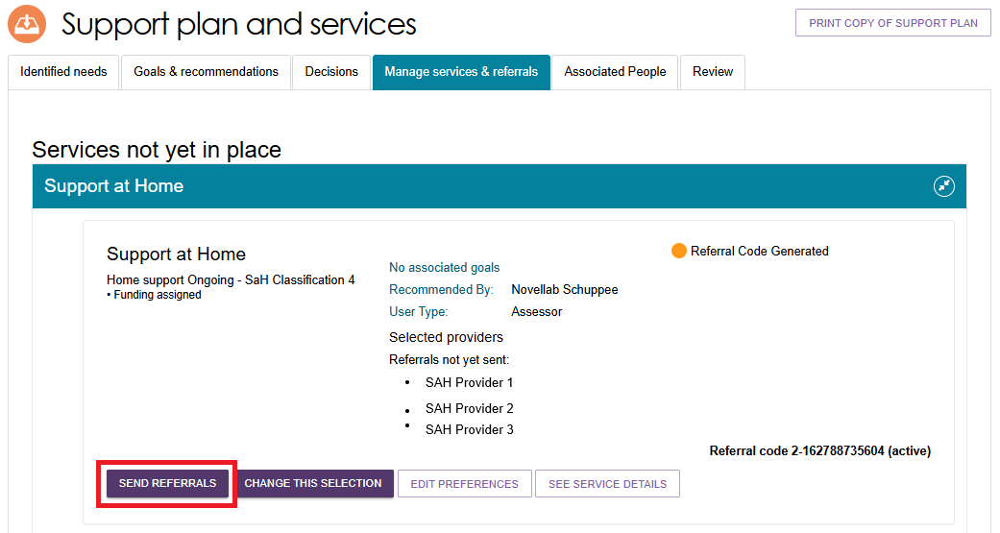 Support plan and services
PRINT COPY OF SUPPORT PLAN
Identified needs
Goals & recommendations
Decisions
Manage services & referrals
Associated People
Review
Services not yet in place
Support at Home
Support at Home
Home support Ongoing - SaH Classification 4
• Funding assigned
No associated goals
Recommended By: Novellab Schuppee
User Type: Assessor
Selected providers
Referrals not yet sent:
• SAH Provider 1
• SAH Provider 2
• SAH Provider 3
Referral Code Generated
Referral code 2-162788735604 (active)
SEND REFERRALS
CHANGE THIS SELECTION
EDIT PREFERENCES
SEE SERVICE DETAILS